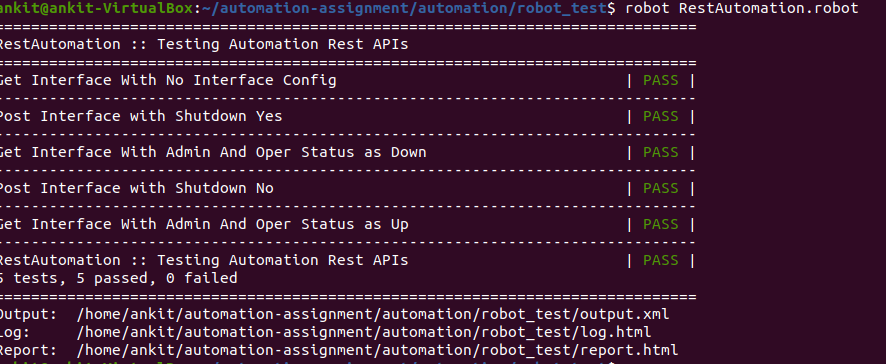 ankit@ankit-VirtualBox:~/automation-assignment/automation/robot_test$ robot RestAutomation.robot
==============================================================================
RestAutomation :: Testing Automation Rest APIs
==============================================================================
Get Interface With No Interface Config | PASS |
------------------------------------------------------------------------------
Post Interface with Shutdown Yes | PASS |
------------------------------------------------------------------------------
Get Interface With Admin And Oper Status as Down | PASS |
------------------------------------------------------------------------------
Post Interface with Shutdown No | PASS |
------------------------------------------------------------------------------
Get Interface With Admin And Oper Status as Up | PASS |
------------------------------------------------------------------------------
RestAutomation :: Testing Automation Rest APIs | PASS |
5 tests, 5 passed, 0 failed
==============================================================================
Output:  /home/ankit/automation-assignment/automation/robot_test/output.xml
Log:     /home/ankit/automation-assignment/automation/robot_test/log.html
Report:  /home/ankit/automation-assignment/automation/robot_test/report.html